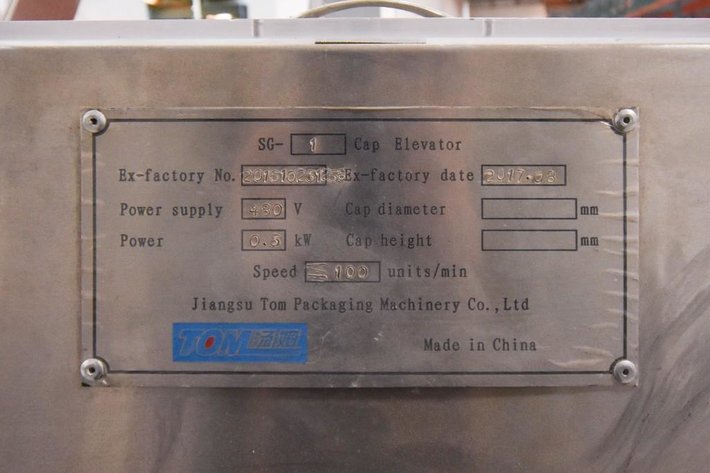 SG- 1 Cap Elevator
Ex-factory No. Ex-factory date 2017.08
Power supply 480 V Cap diameter mm
Power 0.5 kW Cap height mm
Speed ≤100 units/min
Jiangsu Tom Packaging Machinery Co.,Ltd
TOM
Made in China